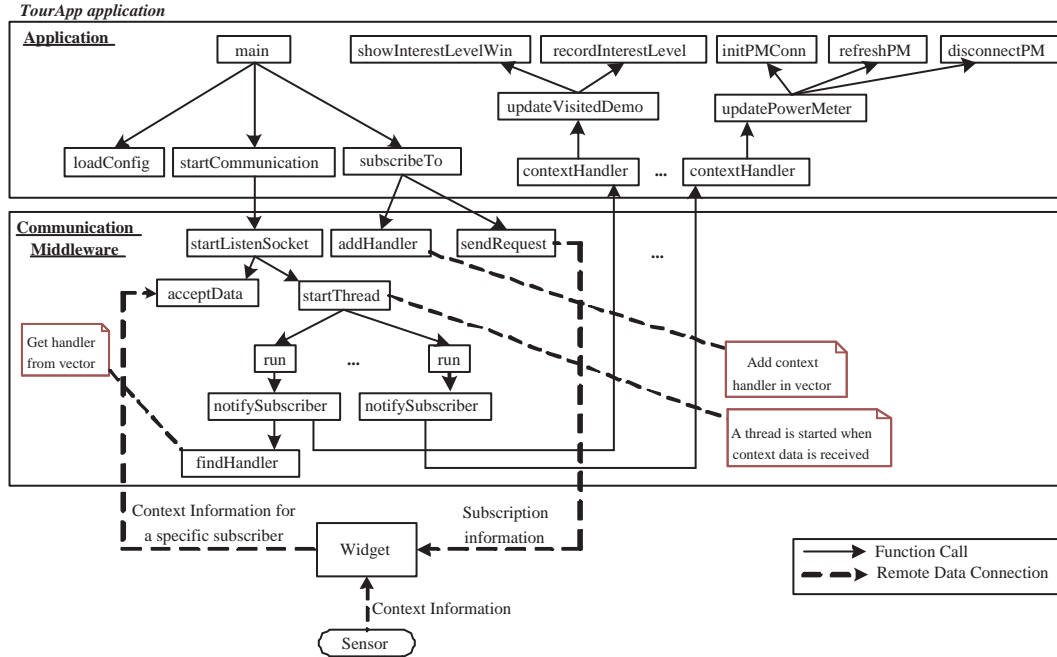 TourApp application
Application
main
showInterestLevelWin
recordInterestLevel
initPMConn
refreshPM
disconnectPM
updateVisitedDemo
updatePowerMeter
loadConfig
startCommunication
subscribeTo
contextHandler
...
contextHandler
Communication
Middleware
startListenSocket
addHandler
sendRequest
...
acceptData
startThread
Get handler
from vector
run
...
run
Add context
handler in vector
notifySubscriber
notifySubscriber
A thread is started when
context data is received
findHandler
Context Information for
a specific subscriber
Subscription
information
Widget
Function Call
Remote Data Connection
Context Information
Sensor